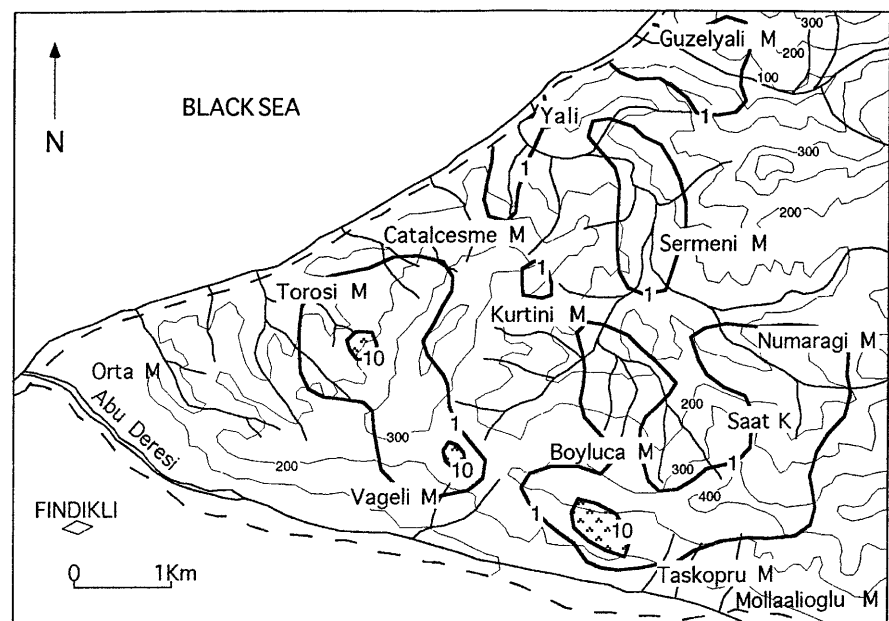 300
Guzelyali M
200
100
BLACK SEA
1
Yali
N
300
1
1
200
Catalcesme M
Sermeni M
1
1
Torosi M
Kurtini M
Numaragi M
10
Orta M
Abu Deresi
200
1
300
Saat K
Boyluca M
1
200
10
300
400
Vageli M
FINDIKLI
1
10
0 1Km
Taskopru M
Mollaalioglu M